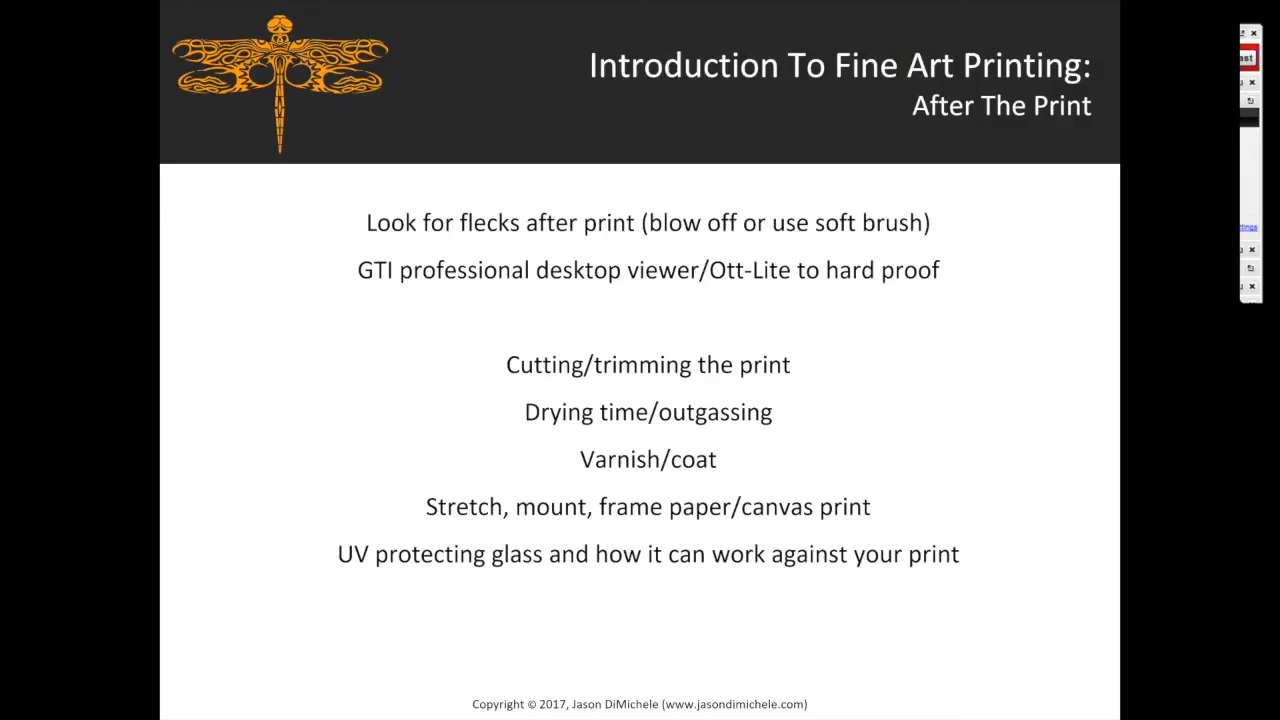 Introduction To Fine Art Printing:
After The Print
Look for flecks after print (blow off or use soft brush)
GTI professional desktop viewer/Ott-Lite to hard proof
Cutting/trimming the print
Drying time/outgassing
Varnish/coat
Stretch, mount, frame paper/canvas print
UV protecting glass and how it can work against your print
Copyright © 2017, Jason DiMichele (www.jasondimichele.com)